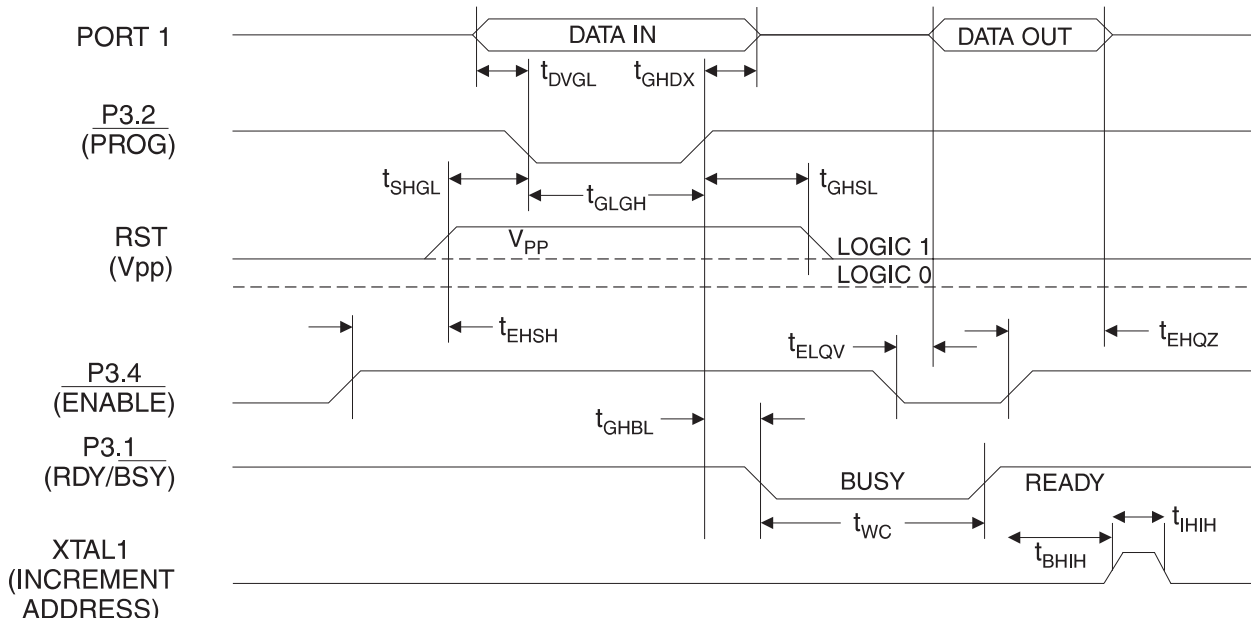 PORT 1
DATA IN
DATA OUT
tDVGL
tGHDX
P3.2
(PROG)
tSHGL
tGLGH
tGHSL
RST
(Vpp)
VPP
LOGIC 1
LOGIC 0
tEHSH
tELQV
tEHQZ
P3.4
(ENABLE)
tGHBL
P3.1
(RDY/BSY)
BUSY
READY
tWC
tIHIH
tBHIH
XTAL1
(INCREMENT
ADDRESS)